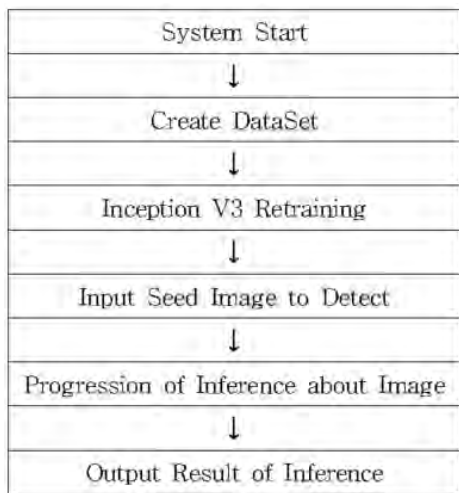 System Start
↓
Create DataSet
↓
Inception V3 Retraining
↓
Input Seed Image to Detect
↓
Progression of Inference about Image
↓
Output Result of Inference